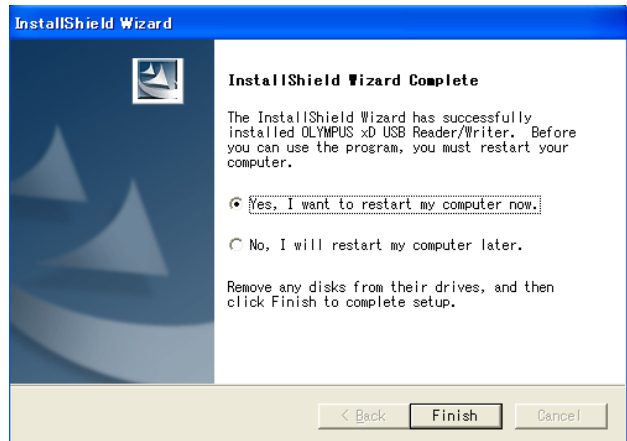 InstallShield Wizard
InstallShield Wizard Complete
The InstallShield Wizard has successfully
installed OLYMPUS xD USB Reader/Writer.  Before
you can use the program, you must restart your
computer.
Yes, I want to restart my computer now.
No, I will restart my computer later.
Remove any disks from their drives, and then
click Finish to complete setup.
< Back
Finish
Cancel